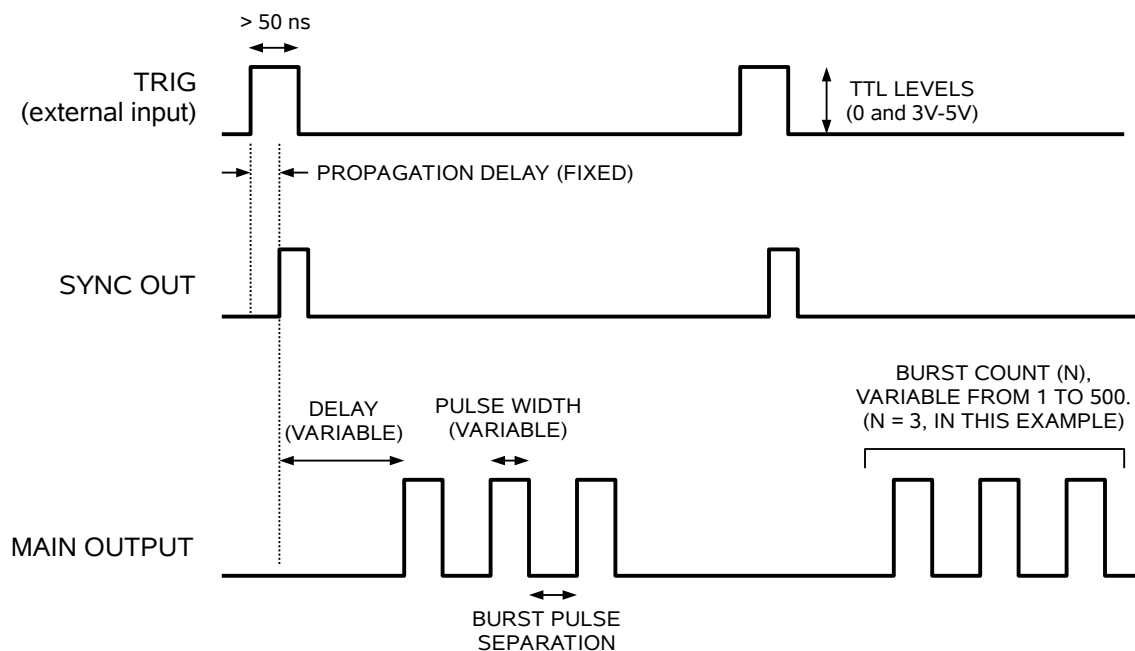 > 50 ns
TRIG
(external input)
TTL LEVELS
(0 and 3V-5V)
PROPAGATION DELAY (FIXED)
SYNC OUT
BURST COUNT (N),
VARIABLE FROM 1 TO 500.
(N = 3, IN THIS EXAMPLE)
DELAY
(VARIABLE)
PULSE WIDTH
(VARIABLE)
MAIN OUTPUT
BURST PULSE
SEPARATION